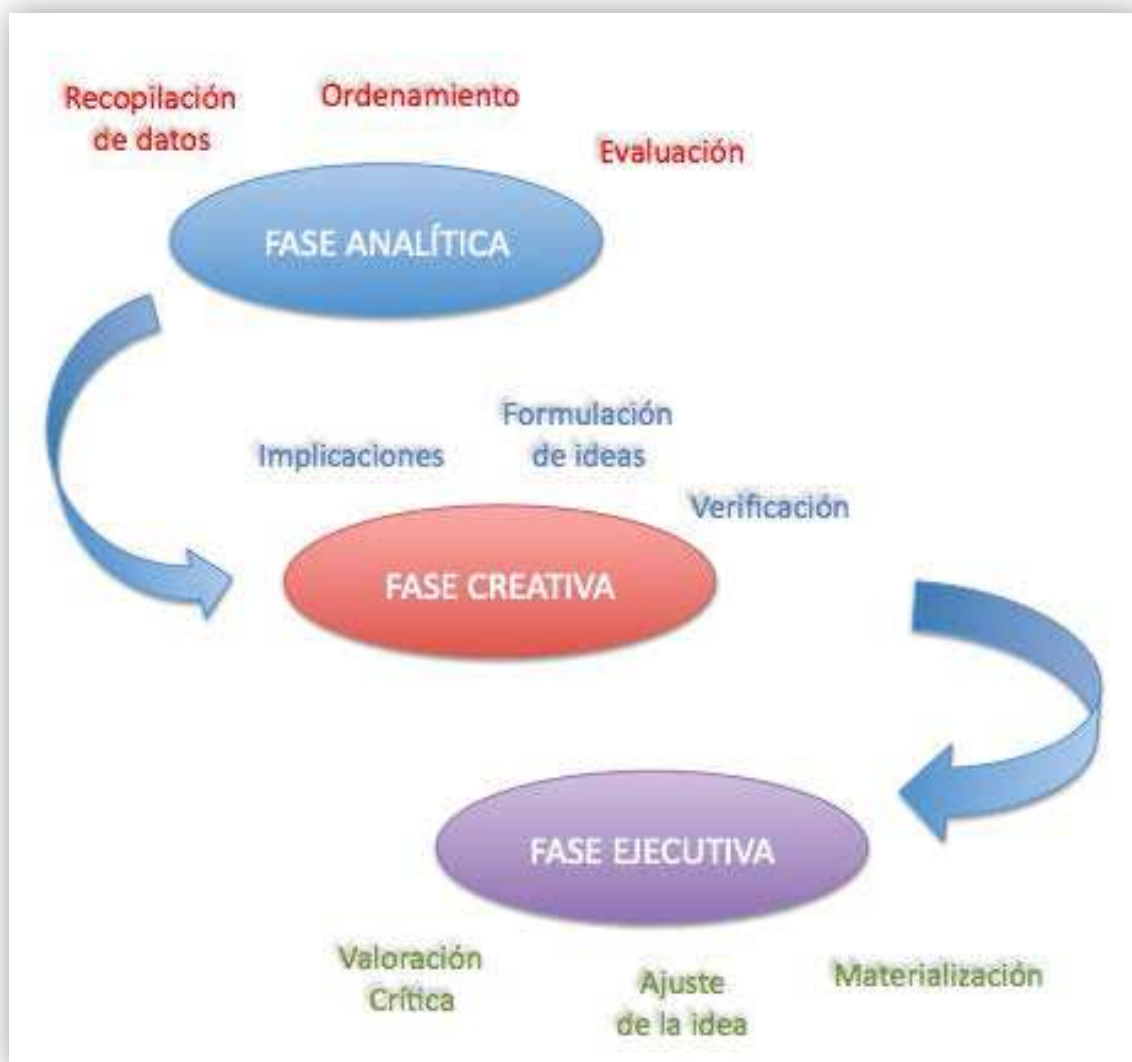 Recopilación
de datos
Ordenamiento
Evaluación
FASE ANALÍTICA
Implicaciones
Formulación
de ideas
Verificación
FASE CREATIVA
FASE EJECUTIVA
Valoración
Crítica
Ajuste
de la idea
Materialización